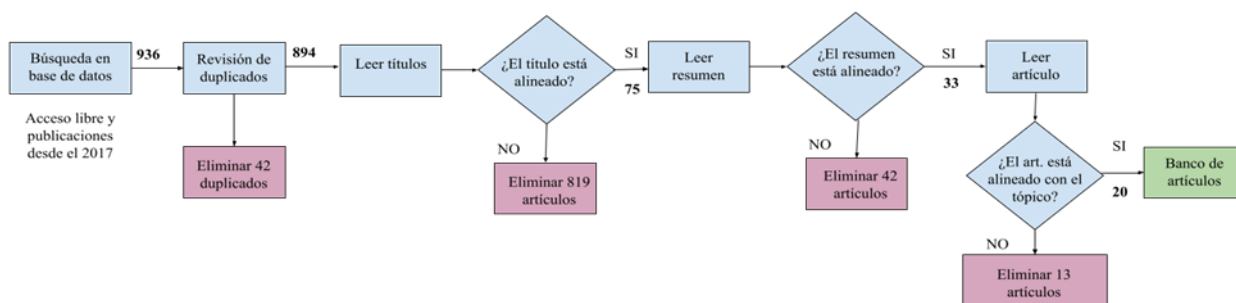 Búsqueda en
base de datos
936
Acceso libre y
publicaciones
desde el 2017
Revisión de
duplicados
894
Eliminar 42
duplicados
Leer títulos
¿El título está
alineado?
SI
75
NO
Eliminar 819
artículos
Leer
resumen
¿El resumen
está alineado?
SI
33
NO
Eliminar 42
artículos
Leer
artículo
¿El art. está
alineado con el
tópico?
SI
20
NO
Eliminar 13
artículos
Banco de
artículos